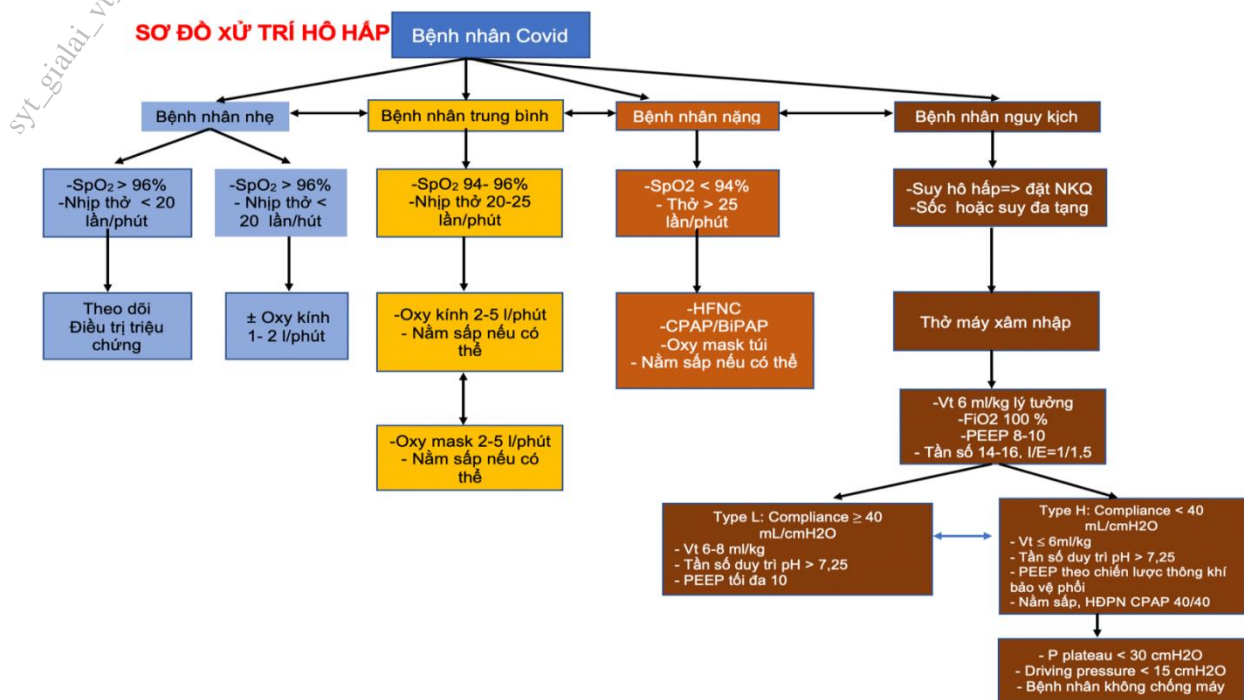 syt_gialai_vt
SƠ ĐỒ XỬ TRÍ HÔ HẤP
Bệnh nhân Covid
Bệnh nhân nhẹ
Bệnh nhân trung bình
Bệnh nhân nặng
Bệnh nhân nguy kịch
-SpO₂ > 96%
-Nhịp thở < 20
lần/phút
-SpO₂ > 96%
- Nhịp thở <
20 lần/hút
-SpO₂ 94- 96%
-Nhịp thở 20-25
lần/phút
-SpO2 < 94%
- Thở > 25
lần/phút
-Suy hô hấp=> đặt NKQ
-Sốc hoặc suy đa tạng
Theo dõi
Điều trị triệu
chứng
± Oxy kính
1- 2 l/phút
-Oxy kính 2-5 l/phút
- Nằm sấp nếu có
thể
-HFNC
-CPAP/BiPAP
-Oxy mask túi
- Nằm sấp nếu có thể
Thở máy xâm nhập
-Oxy mask 2-5 l/phút
- Nằm sấp nếu có
thể
-Vt 6 ml/kg lý tưởng
-FiO2 100 %
-PEEP 8-10
- Tần số 14-16, I/E=1/1,5
Type L: Compliance ≥ 40
mL/cmH2O
- Vt 6-8 ml/kg
- Tần số duy trì pH > 7,25
- PEEP tối đa 10
Type H: Compliance < 40
mL/cmH2O
- Vt ≤ 6ml/kg
- Tần số duy trì pH > 7,25
- PEEP theo chiến lược thông khí
bảo vệ phổi
- Nằm sấp, HĐPN CPAP 40/40
- P plateau < 30 cmH2O
- Driving pressure < 15 cmH2O
- Bệnh nhân không chống máy